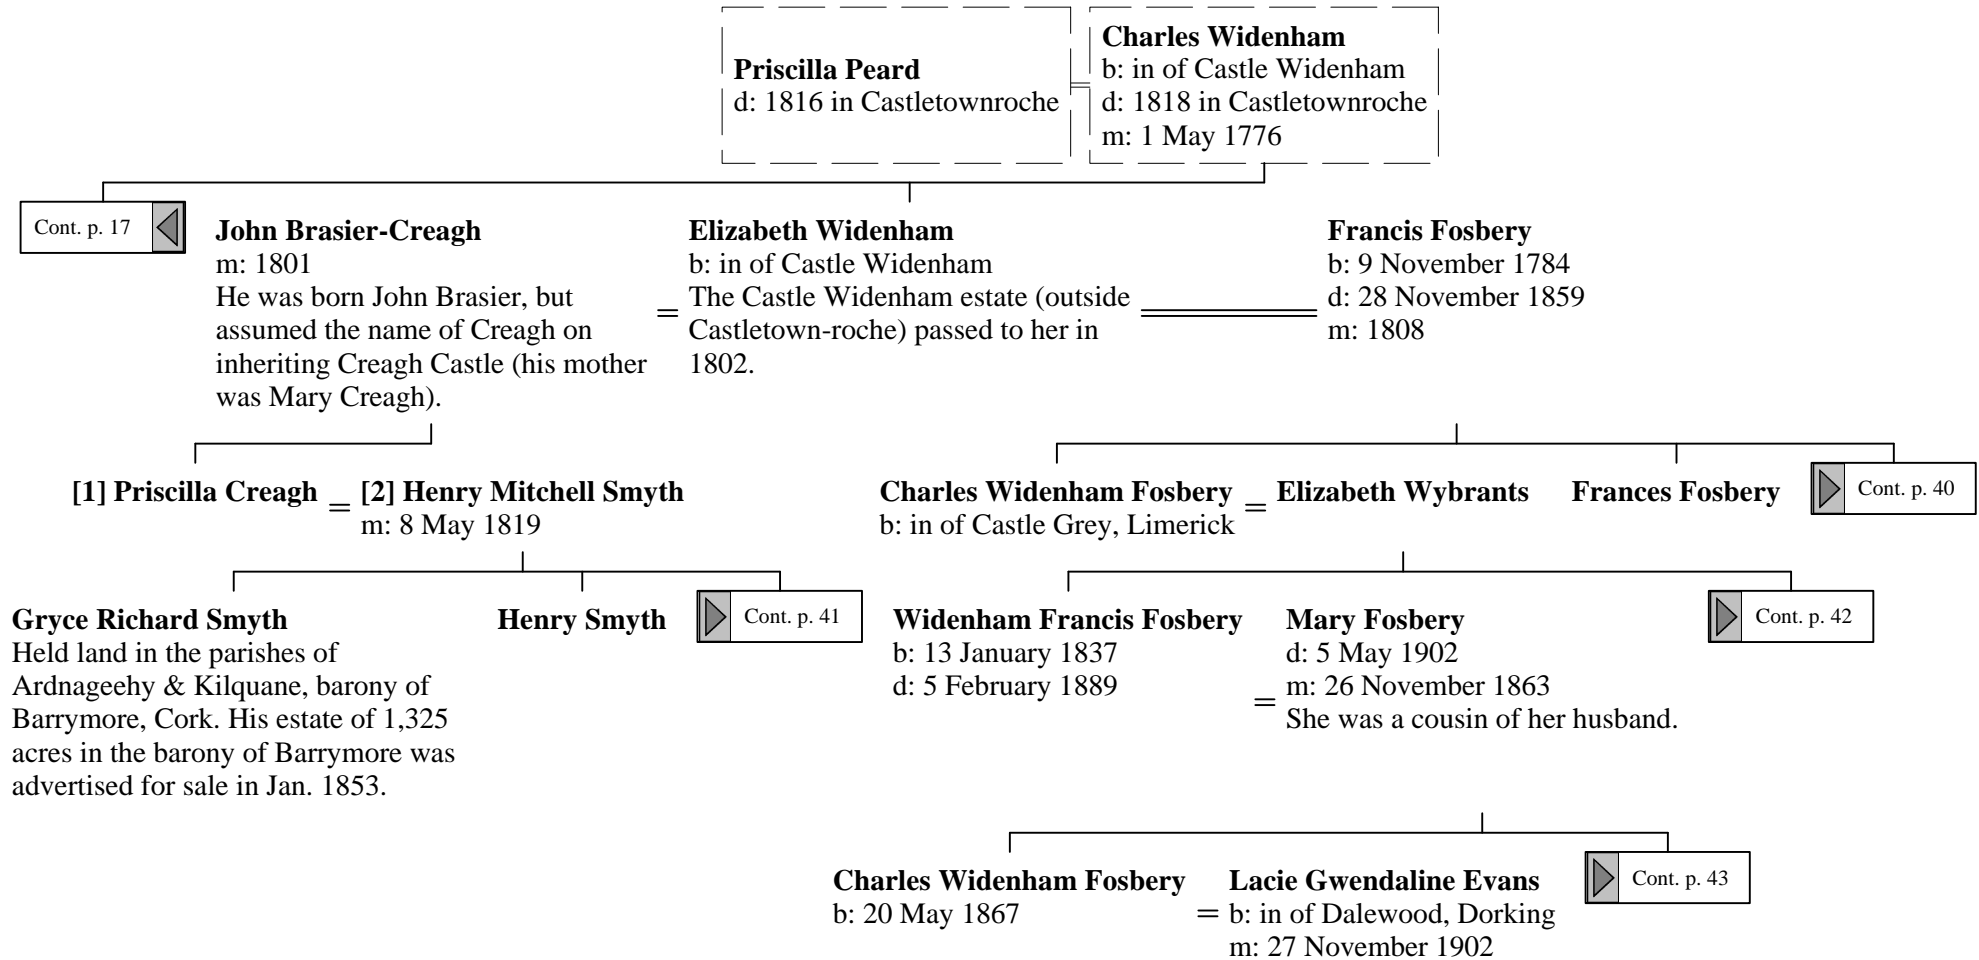 Priscilla Peard
d: 1816 in Castletownroche
Charles Widenham
b: in of Castle Widenham
d: 1818 in Castletownroche
m: 1 May 1776
Cont. p. 17
John Brasier-Creagh
m: 1801
He was born John Brasier, but
assumed the name of Creagh on
inheriting Creagh Castle (his mother
was Mary Creagh).
=
Elizabeth Widenham
b: in of Castle Widenham
The Castle Widenham estate (outside
Castletown-roche) passed to her in
1802.
Francis Fosbery
b: 9 November 1784
d: 28 November 1859
m: 1808
[1] Priscilla Creagh
=
[2] Henry Mitchell Smyth
m: 8 May 1819
Charles Widenham Fosbery
b: in of Castle Grey, Limerick
=
Elizabeth Wybrants
Frances Fosbery
Cont. p. 40
Gryce Richard Smyth
Held land in the parishes of
Ardnageehy & Kilquane, barony of
Barrymore, Cork. His estate of 1,325
acres in the barony of Barrymore was
advertised for sale in Jan. 1853.
Henry Smyth
Cont. p. 41
Widenham Francis Fosbery
b: 13 January 1837
d: 5 February 1889
=
Mary Fosbery
d: 5 May 1902
m: 26 November 1863
She was a cousin of her husband.
Cont. p. 42
Charles Widenham Fosbery
b: 20 May 1867
=
Lacie Gwendaline Evans
b: in of Dalewood, Dorking
m: 27 November 1902
Cont. p. 43